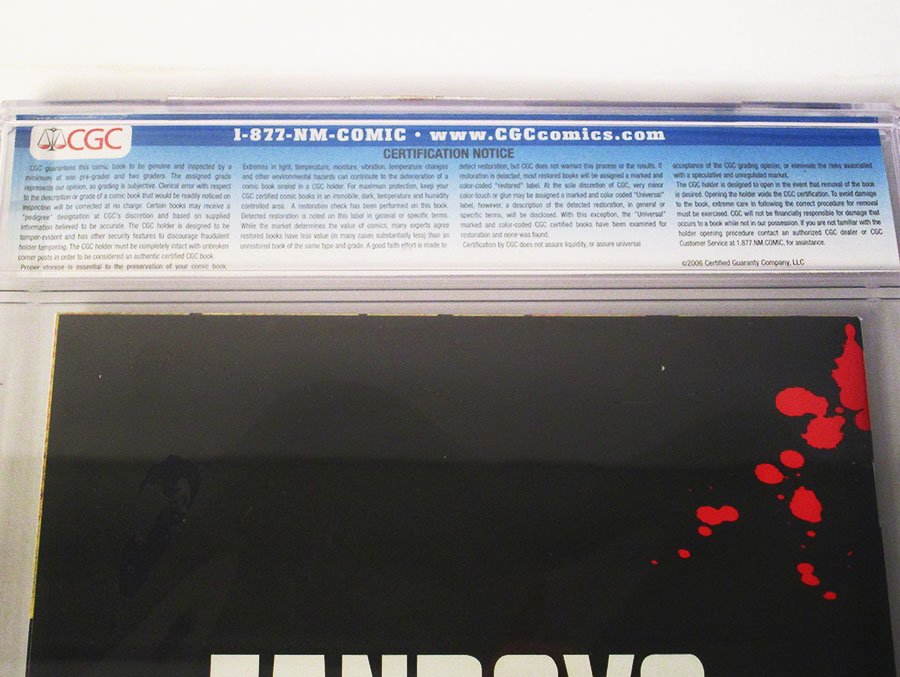 CGC
1-877-NM-COMIC • www.CGCcomics.com
CERTIFICATION NOTICE
CGC guarantees this comic book to be genuine and inspected by a
minimum of one pre-grader and two graders. The assigned grade
represents our opinion, as grading is subjective. Clerical error with respect
to the description or grade of a comic book that would be readily noticed on
inspection will be corrected at no charge. Certain books may receive a
"pedigree" designation at CGC's discretion and based on supplied
information believed to be accurate. The CGC holder is designed to be
tamper-evident and has other security features to discourage fraudulent
holder tampering. The CGC holder must be completely intact with unbroken
corner posts in order to be considered an authentic certified CGC book.
Proper storage is essential to the preservation of your comic book.
Extremes in light, temperature, moisture, vibration, temperature changes
and other environmental hazards can contribute to the deterioration of a
comic book sealed in a CGC holder. For maximum protection, keep your
CGC certified comic books in an immobile, dark, temperature and humidity
controlled area. A restoration check has been performed on this book.
Detected restoration is noted on this label in general or specific terms.
While the market determines the value of comics, many experts agree
restored books have less value (in many cases substantially less) than an
unrestored book of the same type and grade. A good faith effort is made to
detect restoration, but CGC does not warrant this process or the results. If
restoration is detected, most restored books will be assigned a marked and
color-coded "restored" label. At the sole discretion of CGC, very minor
color-touch or glue may be assigned a marked and color coded "Universal"
label, however, a description of the detected restoration, in general or
specific terms, will be disclosed. With this exception, the "Universal"
marked and color-coded CGC certified books have been examined for
restoration and none was found.
Certification by CGC does not assure liquidity, or assure universal
acceptance of the CGC grading opinion, or eliminate the risks associated
with a speculative and unregulated market.
The CGC holder is designed to open in the event that removal of the book
is desired. Opening the holder voids the CGC certification. To avoid damage
to the book, extreme care in following the correct procedure for removal
must be exercised. CGC will not be financially responsible for damage that
occurs to a book while not in our possession. If you are not familiar with the
holder opening procedure contact an authorized CGC dealer or CGC
Customer Service at 1.877.NM.COMIC, for assistance.
©2006 Certified Guaranty Company, LLC
FANBOYS